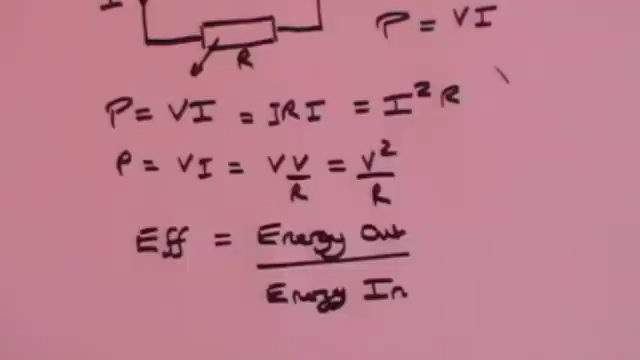 I
R
P = VI
P = VI = IRI = I²R
P = VI = V V/R = V²/R
Eff = Energy Out / Energy In